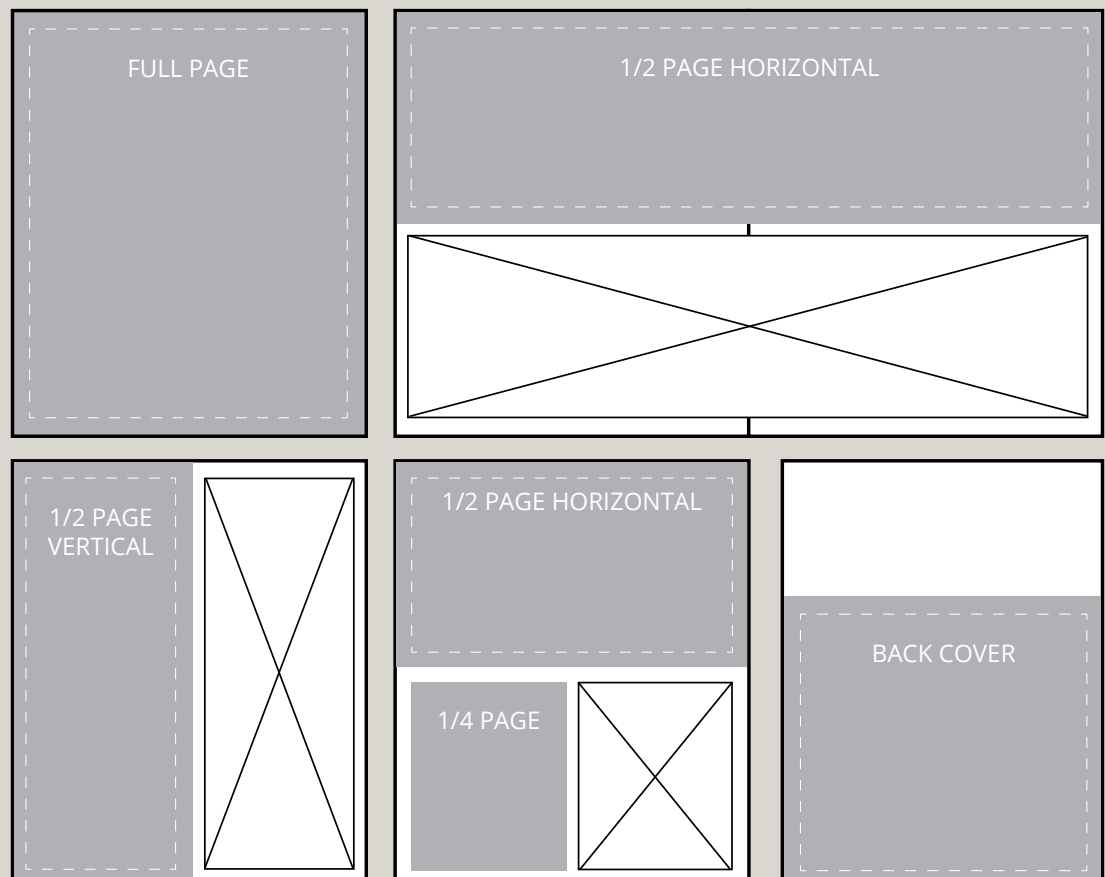 FULL PAGE
1/2 PAGE HORIZONTAL
1/2 PAGE
VERTICAL
1/2 PAGE HORIZONTAL
1/4 PAGE
BACK COVER